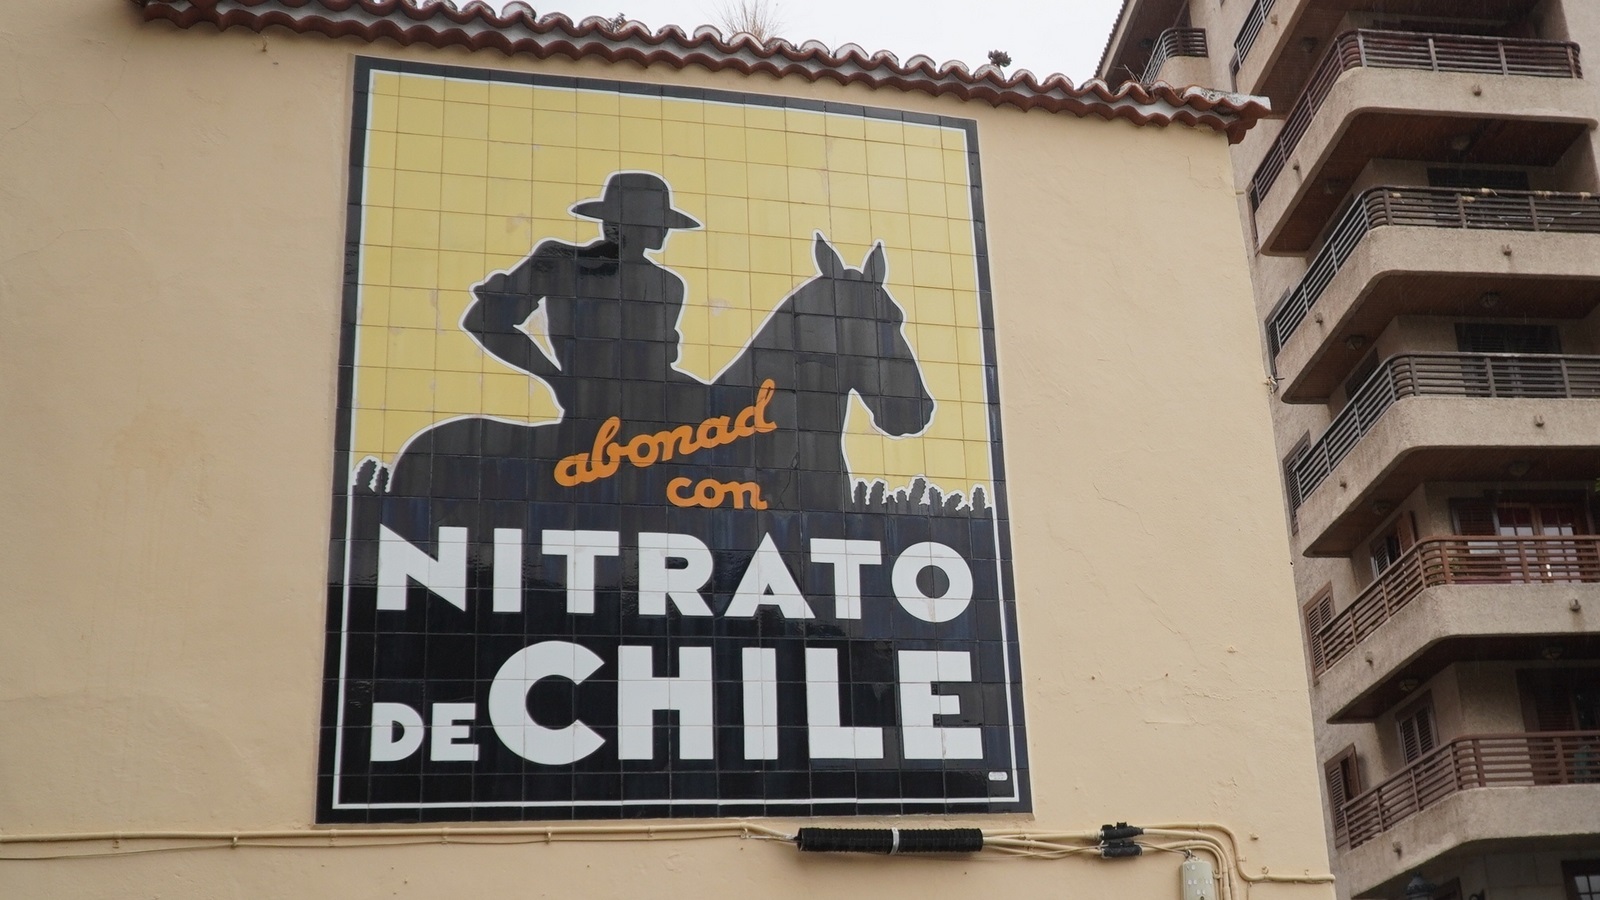 abonad
con
NITRATO
DE CHILE